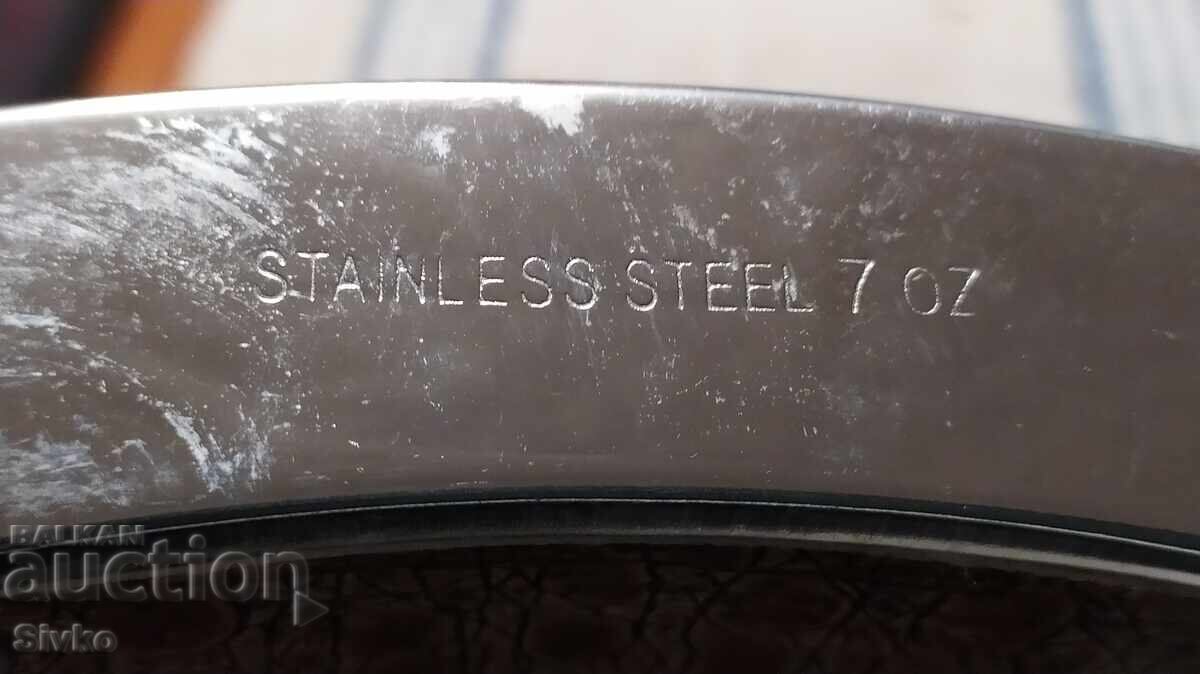 STAINLESS STEEL 7 OZ
BALKAN
auction
Sivko